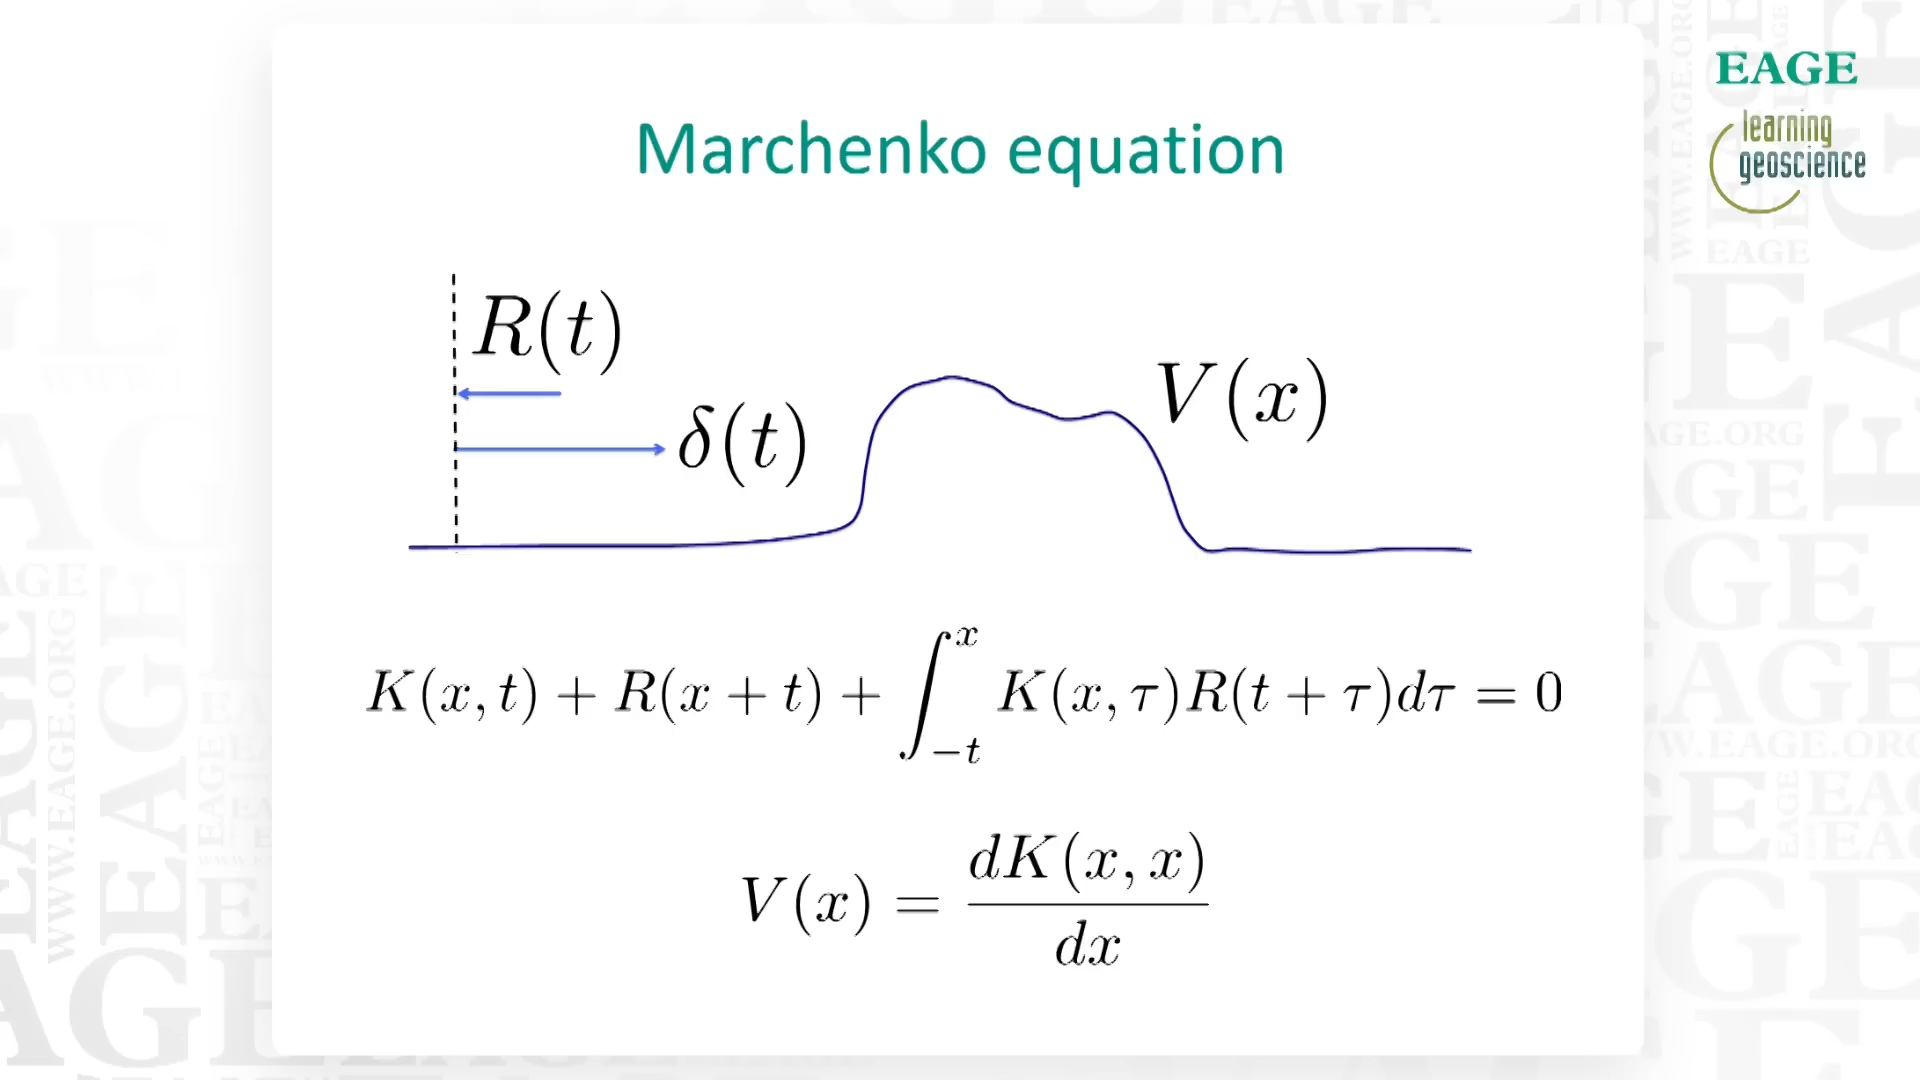 EAGE
learning
geoscience
Marchenko equation
R(t)
δ(t)
V(x)
K(x, t) + R(x + t) + ∫_{-t}^{x} K(x, τ)R(t + τ)dτ = 0
V(x) = dK(x, x) / dx